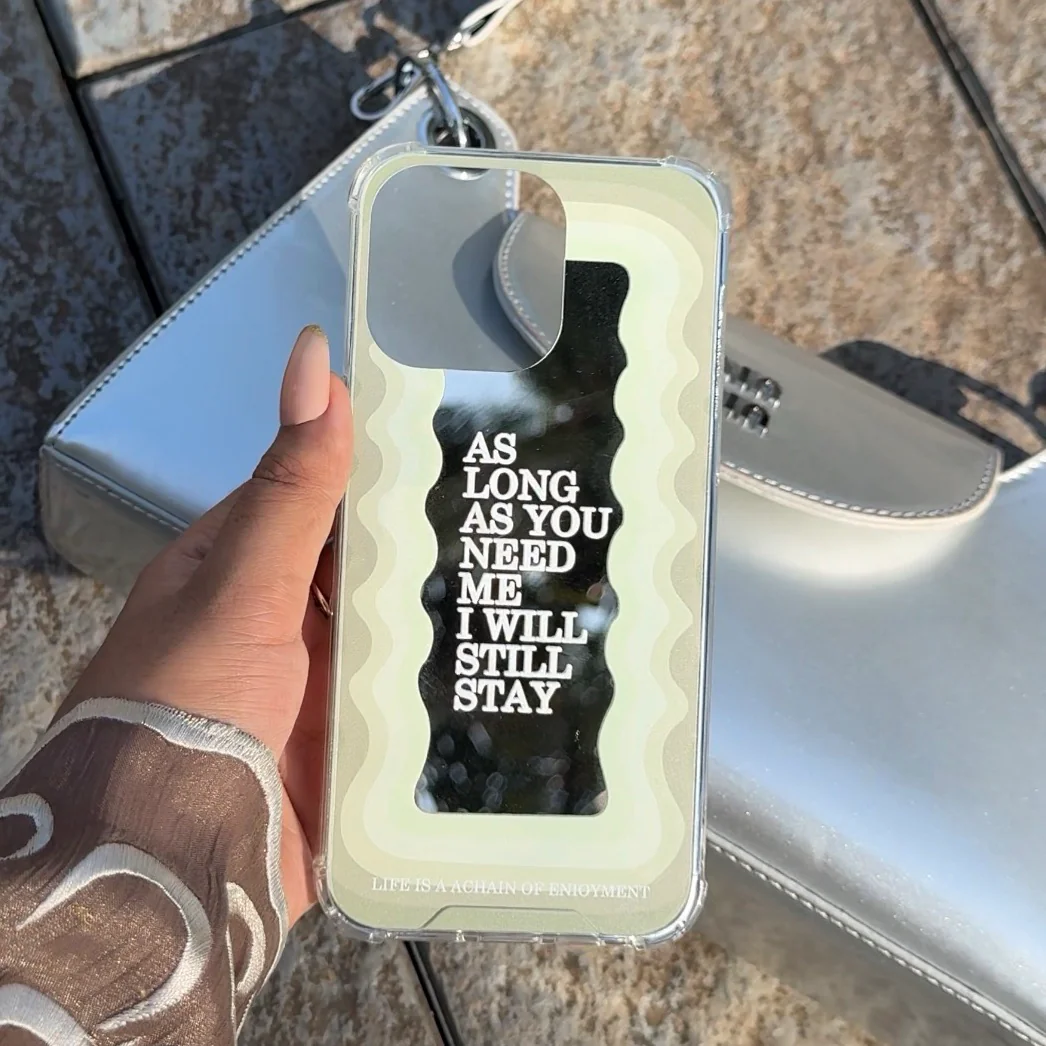 AS
LONG
AS YOU
NEED
ME
I WILL
STILL
STAY
LIFE IS A ACHAIN OF ENIOYMENT